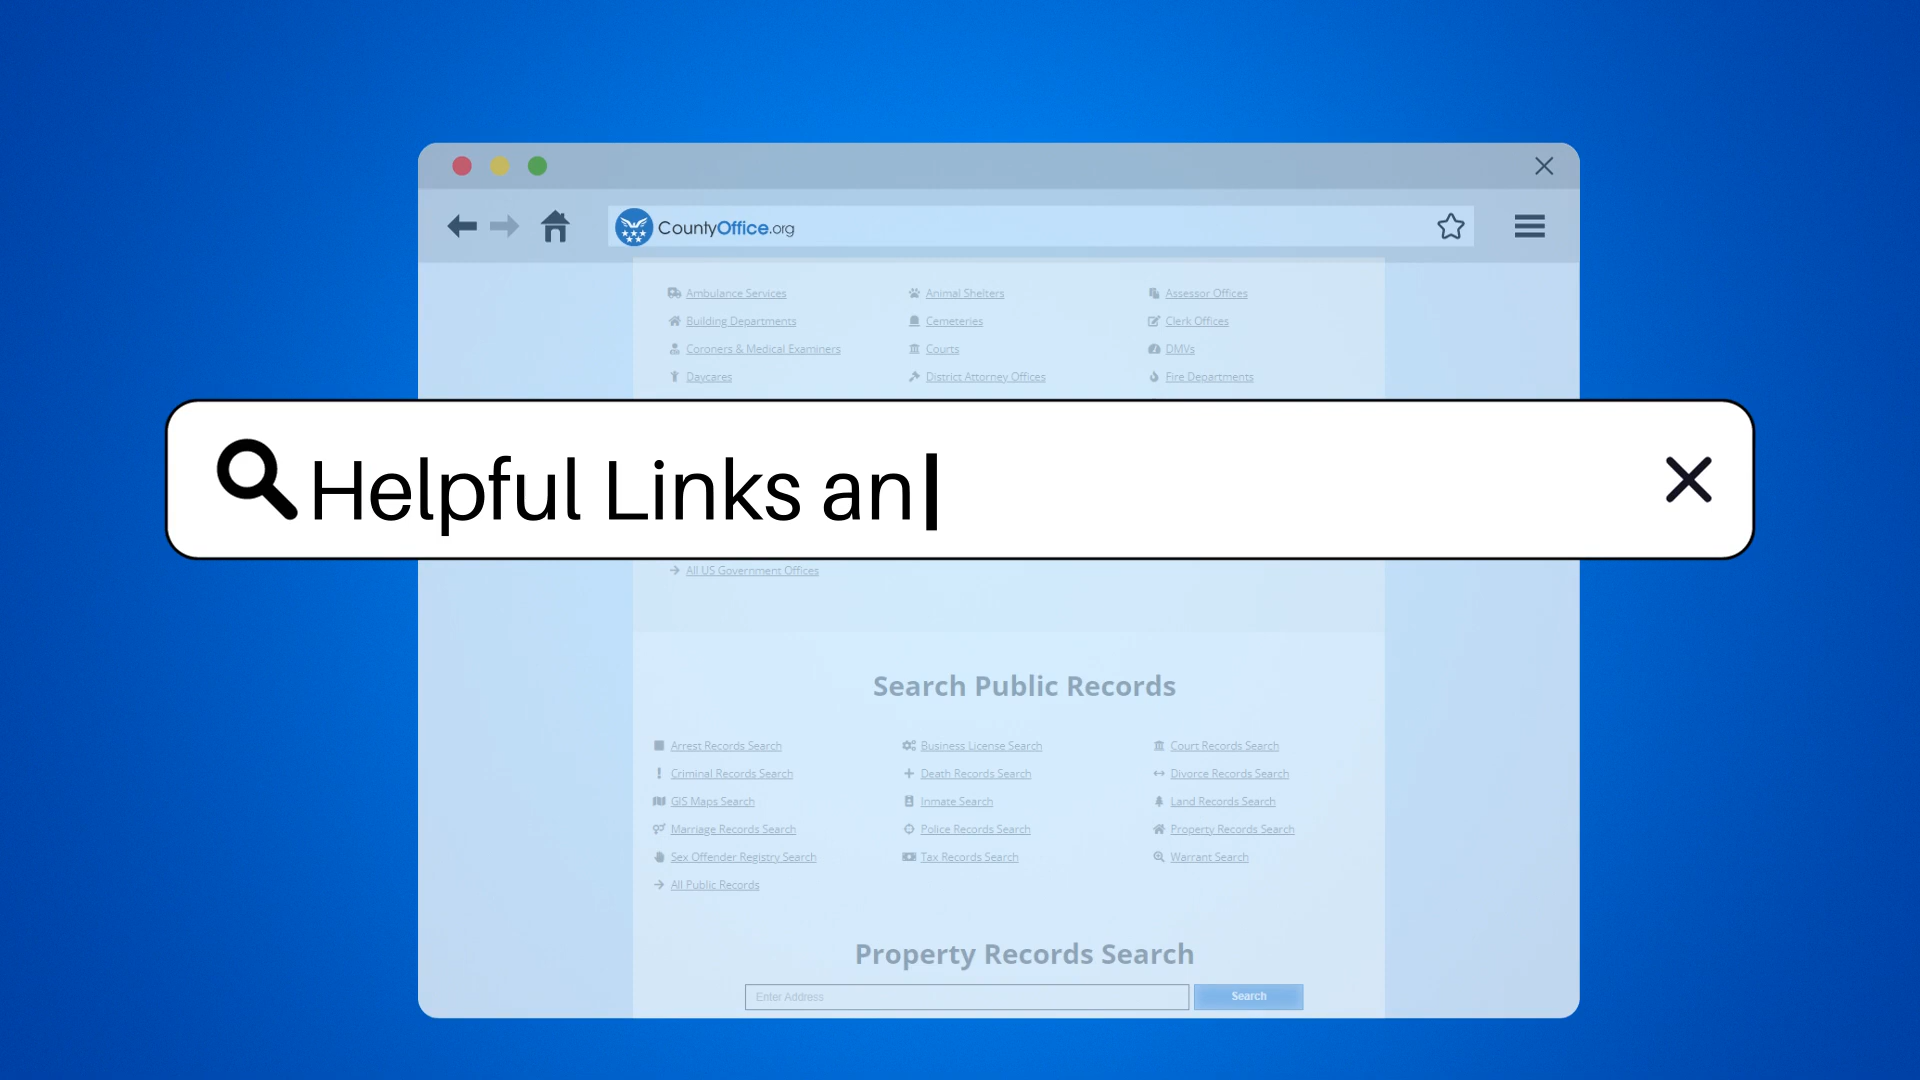 CountyOffice.org
Ambulance Services Animal Shelters Assessor Offices
Building Departments Cemeteries Clerk Offices
Coroners & Medical Examiners Courts DMVs
Daycares District Attorney Offices Fire Departments
Helpful Links an
All US Government Offices
Search Public Records
Arrest Records Search Business License Search Court Records Search
Criminal Records Search Death Records Search Divorce Records Search
GIS Maps Search Inmate Search Land Records Search
Marriage Records Search Police Records Search Property Records Search
Sex Offender Registry Search Tax Records Search Warrant Search
All Public Records
Property Records Search
Enter Address Search